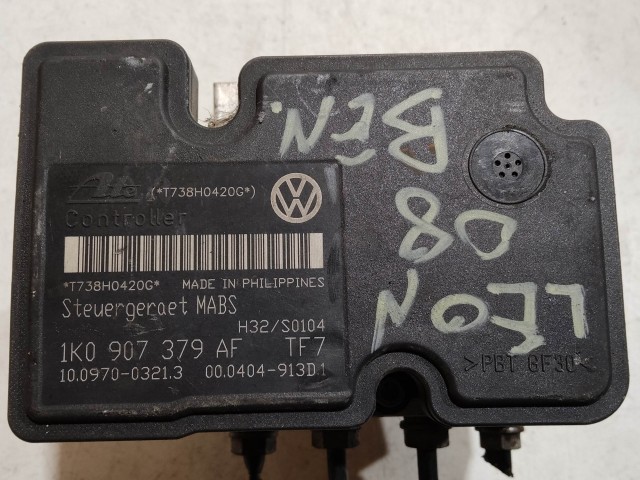 Ate
(*T738H0420G*)
Controller
*T738H0420G* MADE IN PHILIPPINES
Steuergeraet MABS
H32/S0104
1K0 907 379 AF TF7
10.0970-0321.3 00.0404-913D1
LEON
08
BEN.
>PBT GF30<